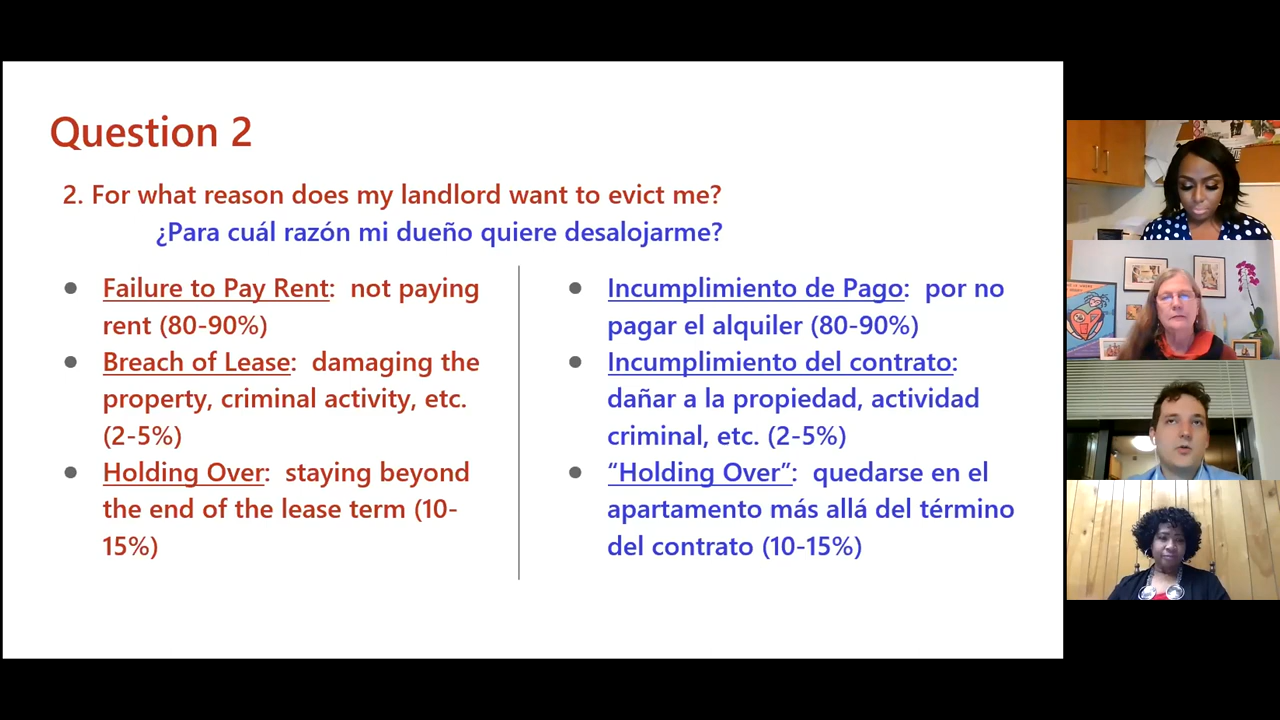 Question 2
2. For what reason does my landlord want to evict me?
¿Para cuál razón mi dueño quiere desalojarme?
● Failure to Pay Rent: not paying
rent (80-90%)
● Breach of Lease: damaging the
property, criminal activity, etc.
(2-5%)
● Holding Over: staying beyond
the end of the lease term (10-
15%)
● Incumplimiento de Pago: por no
pagar el alquiler (80-90%)
● Incumplimiento del contrato:
dañar a la propiedad, actividad
criminal, etc. (2-5%)
● “Holding Over”: quedarse en el
apartamento más allá del término
del contrato (10-15%)